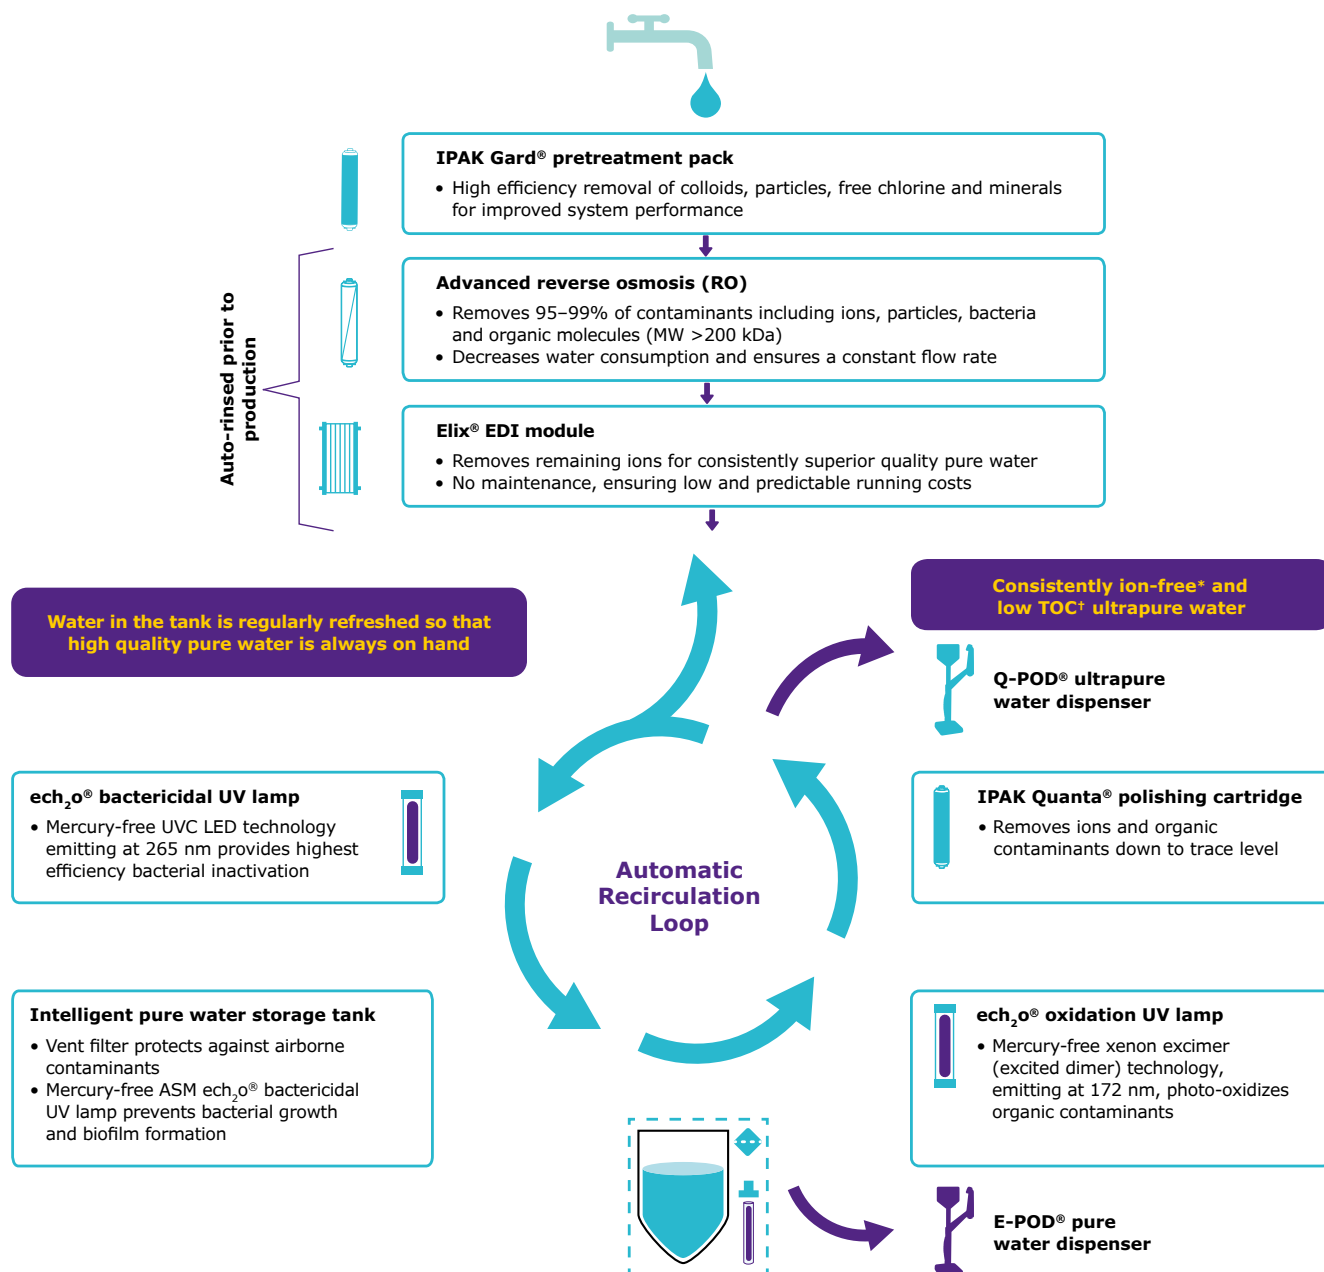 IPAK Gard® pretreatment pack
• High efficiency removal of colloids, particles, free chlorine and minerals
for improved system performance
Auto-rinsed prior to
production
Advanced reverse osmosis (RO)
• Removes 95–99% of contaminants including ions, particles, bacteria
and organic molecules (MW >200 kDa)
• Decreases water consumption and ensures a constant flow rate
Elix® EDI module
• Removes remaining ions for consistently superior quality pure water
• No maintenance, ensuring low and predictable running costs
Water in the tank is regularly refreshed so that
high quality pure water is always on hand
Consistently ion-free* and
low TOC† ultrapure water
Q-POD® ultrapure
water dispenser
ech₂o® bactericidal UV lamp
• Mercury-free UVC LED technology
emitting at 265 nm provides highest
efficiency bacterial inactivation
Automatic
Recirculation
Loop
IPAK Quanta® polishing cartridge
• Removes ions and organic
contaminants down to trace level
Intelligent pure water storage tank
• Vent filter protects against airborne
contaminants
• Mercury-free ASM ech₂o® bactericidal
UV lamp prevents bacterial growth
and biofilm formation
ech₂o® oxidation UV lamp
• Mercury-free xenon excimer
(excited dimer) technology,
emitting at 172 nm, photo-oxidizes
organic contaminants
E-POD® pure
water dispenser